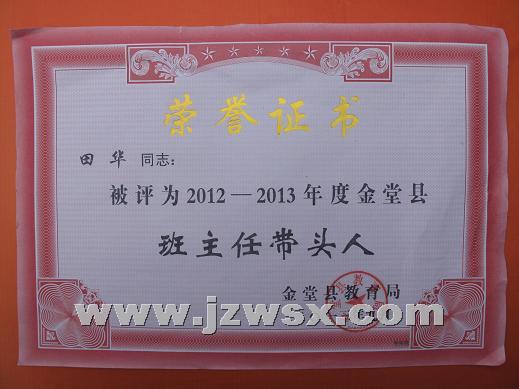 荣誉证书
田华 同志:
被评为2012—2013年度金堂县
班主任带头人
金堂县教育局
www.jzwsx.com